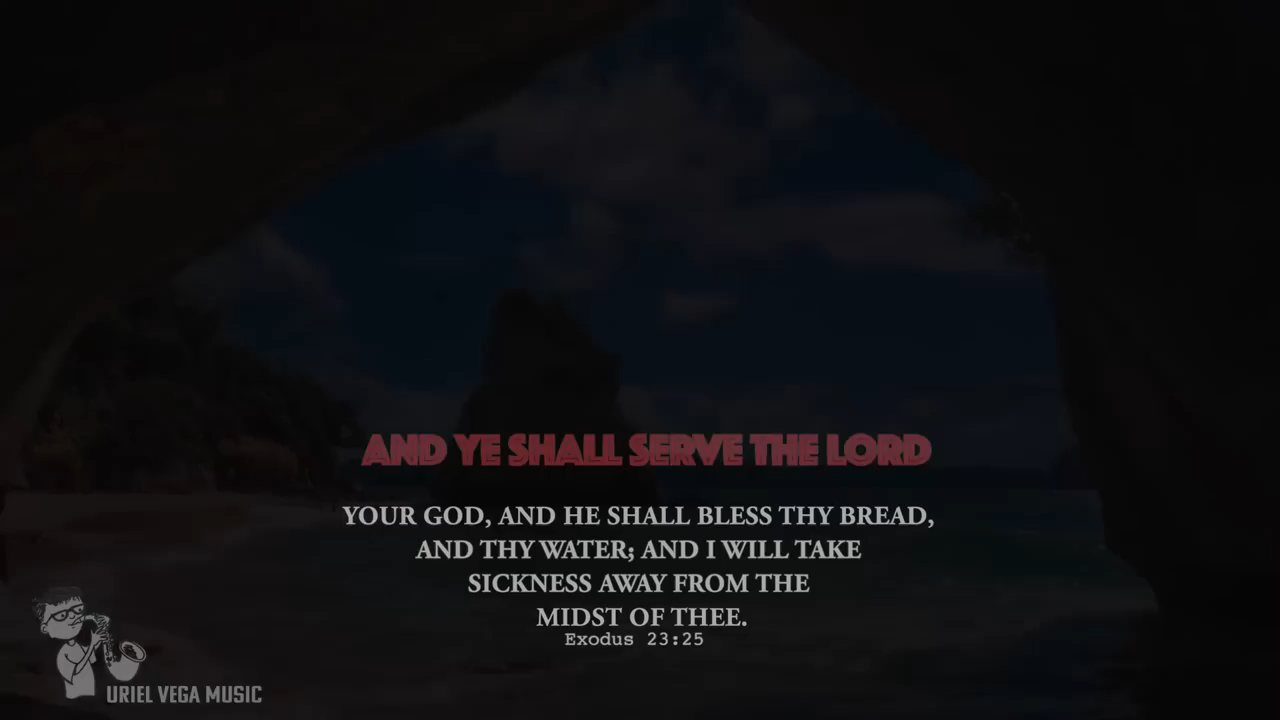 AND YE SHALL SERVE THE LORD
YOUR GOD, AND HE SHALL BLESS THY BREAD,
AND THY WATER; AND I WILL TAKE
SICKNESS AWAY FROM THE
MIDST OF THEE.
Exodus 23:25
URIEL VEGA MUSIC